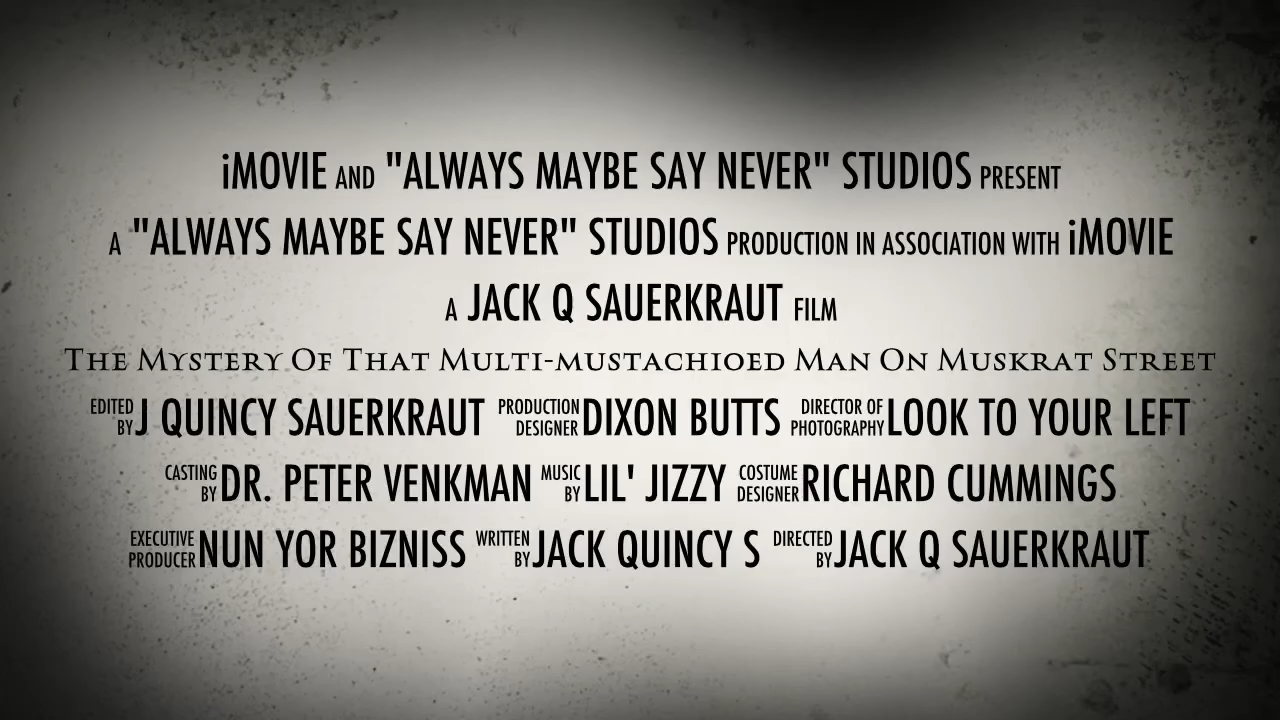 iMOVIE AND "ALWAYS MAYBE SAY NEVER" STUDIOS PRESENT
A "ALWAYS MAYBE SAY NEVER" STUDIOS PRODUCTION IN ASSOCIATION WITH iMOVIE
A JACK Q SAUERKRAUT FILM
The Mystery Of That Multi-mustachioed Man On Muskrat Street
EDITED BY J QUINCY SAUERKRAUT PRODUCTION DESIGNER DIXON BUTTS DIRECTOR OF PHOTOGRAPHY LOOK TO YOUR LEFT
CASTING BY DR. PETER VENKMAN MUSIC BY LIL' JIZZY COSTUME DESIGNER RICHARD CUMMINGS
EXECUTIVE PRODUCER NUN YOR BIZNISS WRITTEN BY JACK QUINCY S DIRECTED BY JACK Q SAUERKRAUT